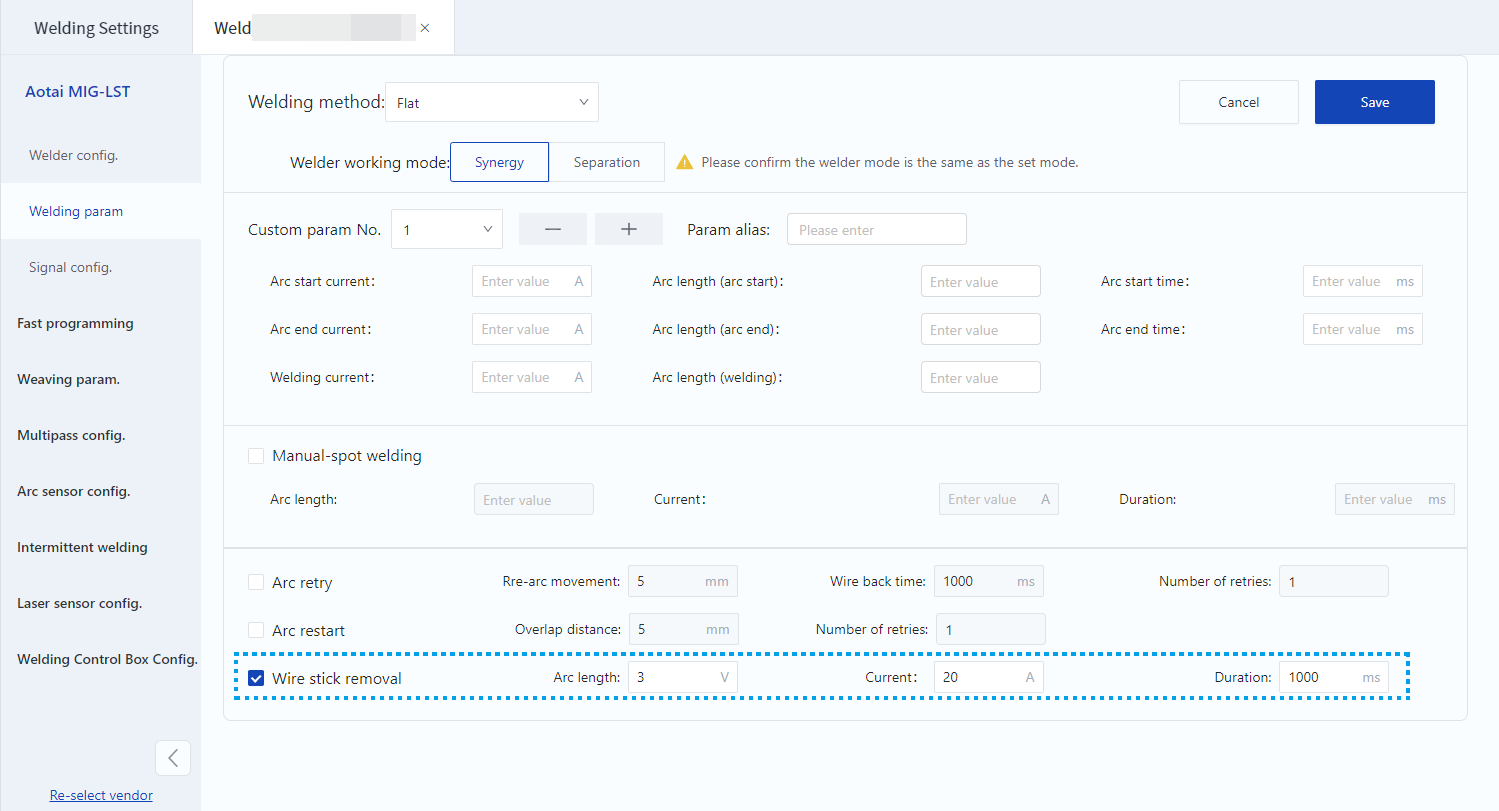 Welding Settings
Weld
Aotai MIG-LST
Welder config.
Welding param
Signal config.
Fast programming
Weaving param.
Multipass config.
Arc sensor config.
Intermittent welding
Laser sensor config.
Welding Control Box Config.
Re-select vendor
Welding method: Flat
Cancel
Save
Welder working mode: Synergy Separation Please confirm the welder mode is the same as the set mode.
Custom param No. 1 — + Param alias: Please enter
Arc start current: Enter value A Arc length (arc start): Enter value Arc start time: Enter value ms
Arc end current: Enter value A Arc length (arc end): Enter value Arc end time: Enter value ms
Welding current: Enter value A Arc length (welding): Enter value
Manual-spot welding
Arc length: Enter value Current: Enter value A Duration: Enter value ms
Arc retry Rre-arc movement: 5 mm Wire back time: 1000 ms Number of retries: 1
Arc restart Overlap distance: 5 mm Number of retries: 1
Wire stick removal Arc length: 3 V Current: 20 A Duration: 1000 ms